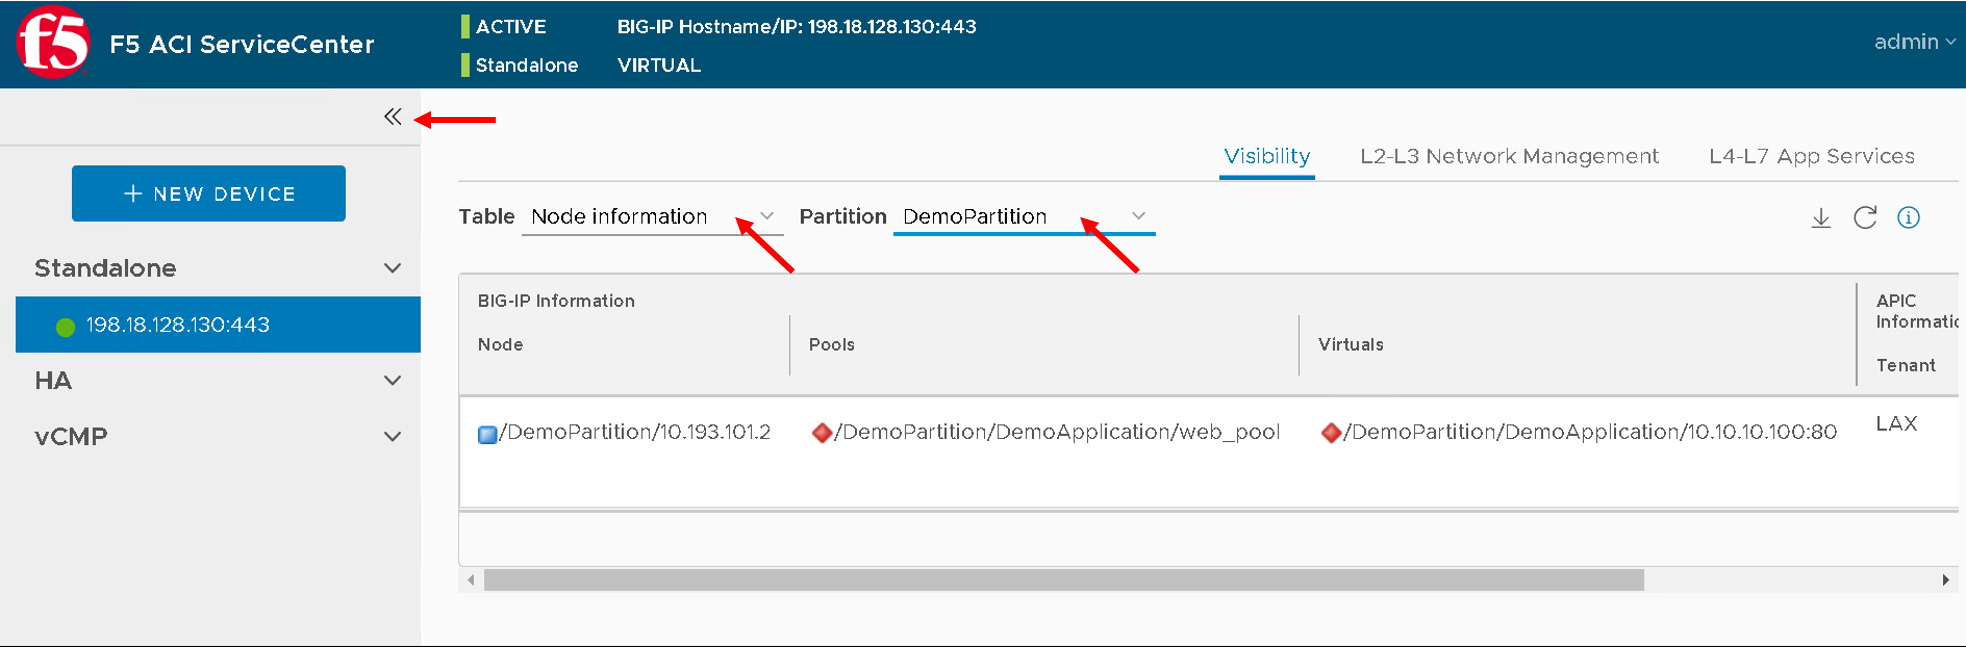 f5 F5 ACI ServiceCenter
ACTIVE BIG-IP Hostname/IP: 198.18.128.130:443
Standalone VIRTUAL
admin
+ NEW DEVICE
Standalone
198.18.128.130:443
HA
vCMP
Visibility L2-L3 Network Management L4-L7 App Services
Table Node information Partition DemoPartition
BIG-IP Information
APIC
Informatio
Node Pools Virtuals
Tenant
/DemoPartition/10.193.101.2 /DemoPartition/DemoApplication/web_pool /DemoPartition/DemoApplication/10.10.10.100:80 LAX